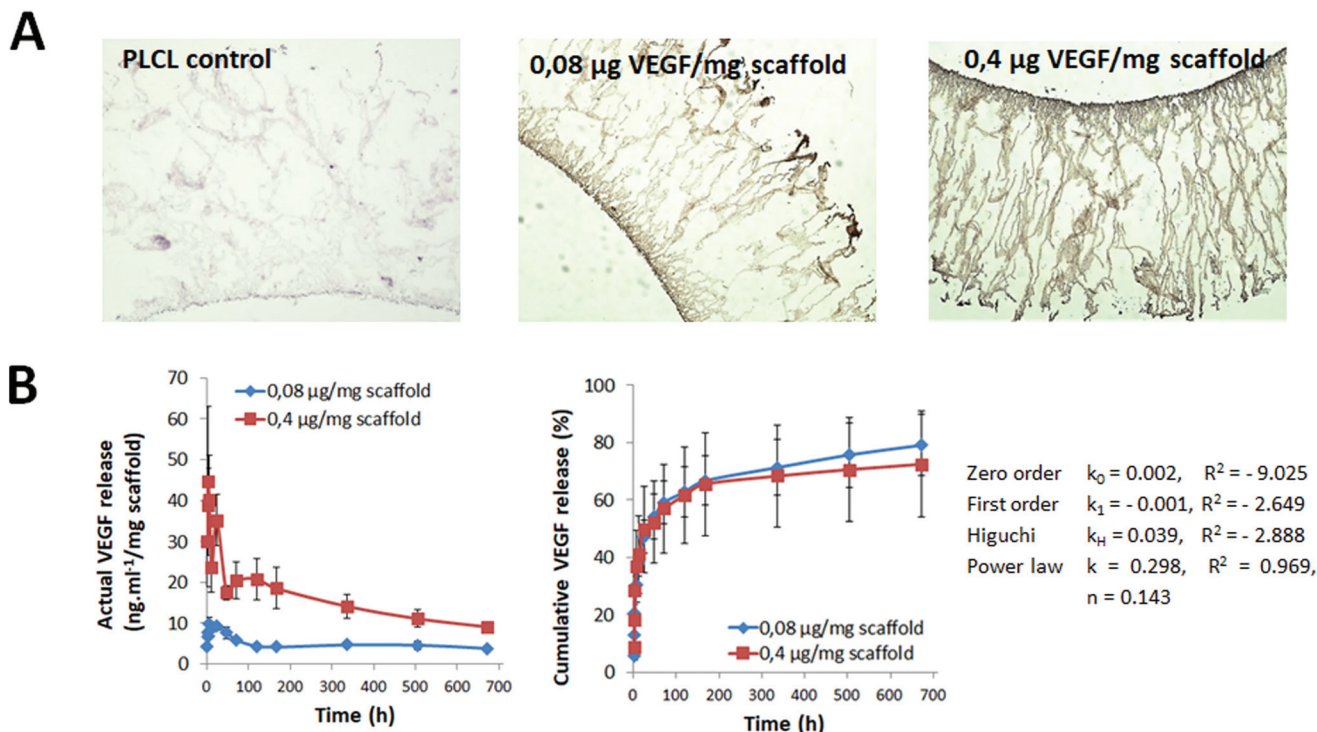 A
PLCL control
0,08 µg VEGF/mg scaffold
0,4 µg VEGF/mg scaffold
B
Actual VEGF release
(ng.ml⁻¹/mg scaffold)
70
60
50
40
30
20
10
0
0,08 µg/mg scaffold
0,4 µg/mg scaffold
0 100 200 300 400 500 600 700
Time (h)
Cumulative VEGF release (%)
100
80
60
40
20
0
0,08 µg/mg scaffold
0,4 µg/mg scaffold
0 100 200 300 400 500 600 700
Time (h)
Zero order k₀ = 0.002, R² = - 9.025
First order k₁ = - 0.001, R² = - 2.649
Higuchi kH = 0.039, R² = - 2.888
Power law k = 0.298, R² = 0.969,
n = 0.143